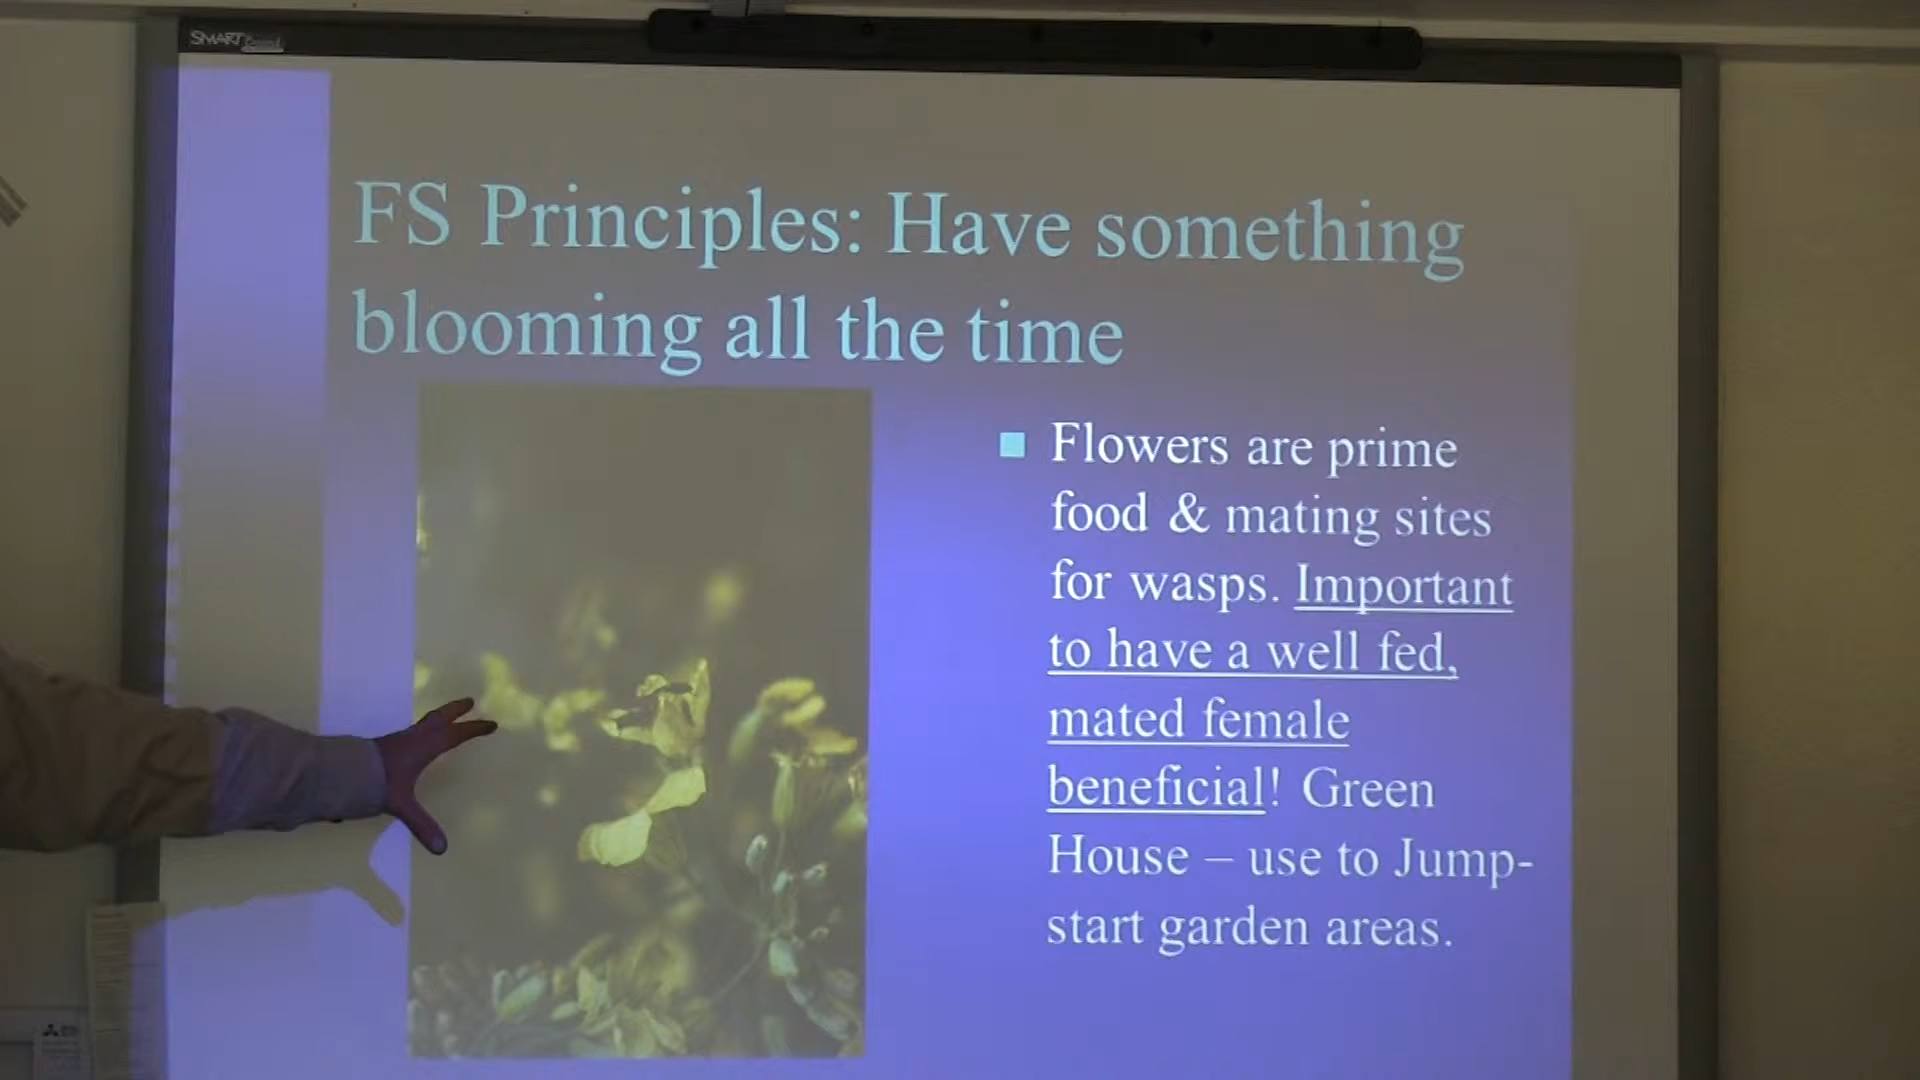 SMART
FS Principles: Have something
blooming all the time
Flowers are prime
food & mating sites
for wasps. Important
to have a well fed,
mated female
beneficial! Green
House – use to Jump-
start garden areas.